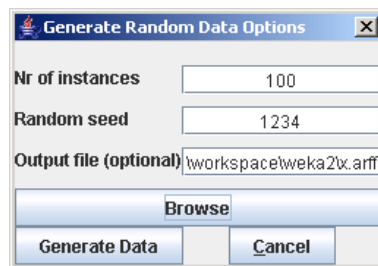 Generate Random Data Options
Nr of instances 100
Random seed 1234
Output file (optional) \workspace\weka2\x.arff
Browse
Generate Data Cancel